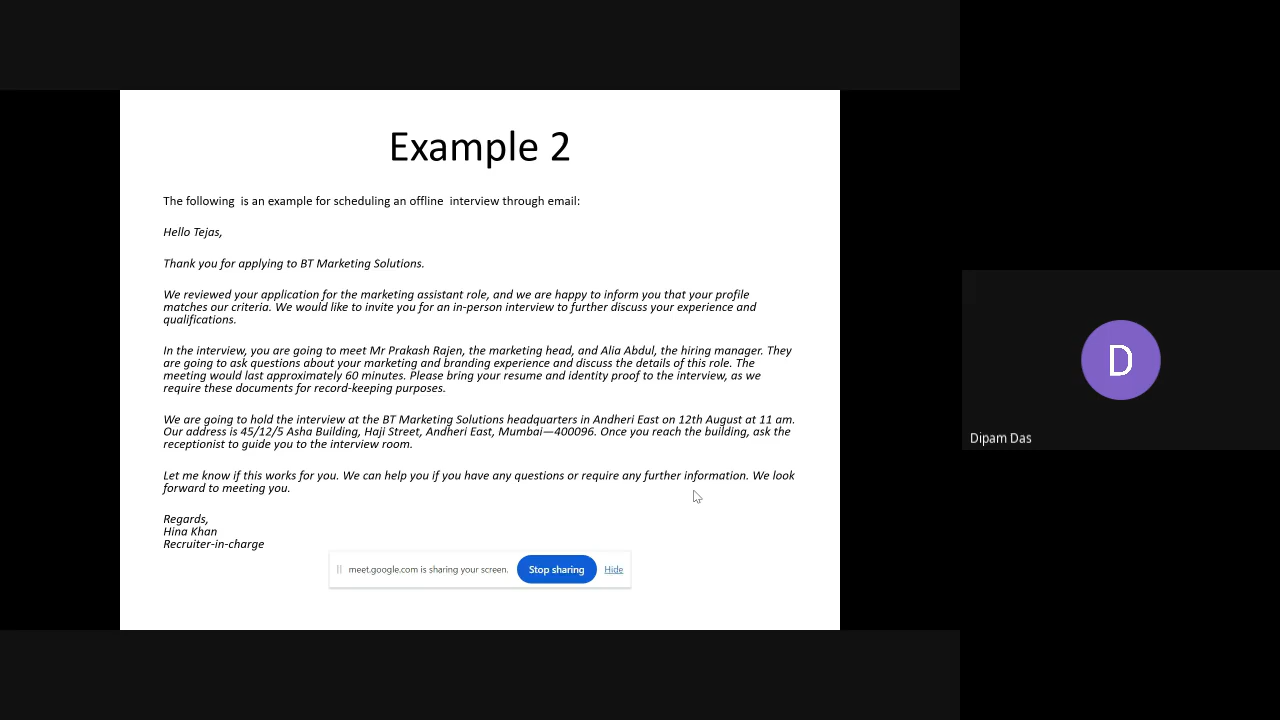 Example 2
The following  is an example for scheduling an offline  interview through email:
Hello Tejas,
Thank you for applying to BT Marketing Solutions.
We reviewed your application for the marketing assistant role, and we are happy to inform you that your profile
matches our criteria. We would like to invite you for an in-person interview to further discuss your experience and
qualifications.
In the interview, you are going to meet Mr Prakash Rajen, the marketing head, and Alia Abdul, the hiring manager. They
are going to ask questions about your marketing and branding experience and discuss the details of this role. The
meeting would last approximately 60 minutes. Please bring your resume and identity proof to the interview, as we
require these documents for record-keeping purposes.
We are going to hold the interview at the BT Marketing Solutions headquarters in Andheri East on 12th August at 11 am.
Our address is 45/12/5 Asha Building, Haji Street, Andheri East, Mumbai—400096. Once you reach the building, ask the
receptionist to guide you to the interview room.
Let me know if this works for you. We can help you if you have any questions or require any further information. We look
forward to meeting you.
Regards,
Hina Khan
Recruiter-in-charge
meet.google.com is sharing your screen. Stop sharing Hide
D
Dipam Das